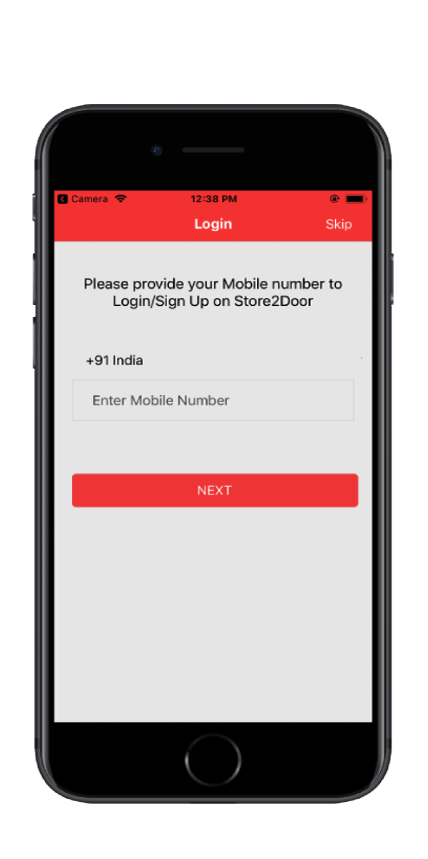 Camera 12:38 PM
Login Skip
Please provide your Mobile number to
Login/Sign Up on Store2Door
+91 India
Enter Mobile Number
NEXT